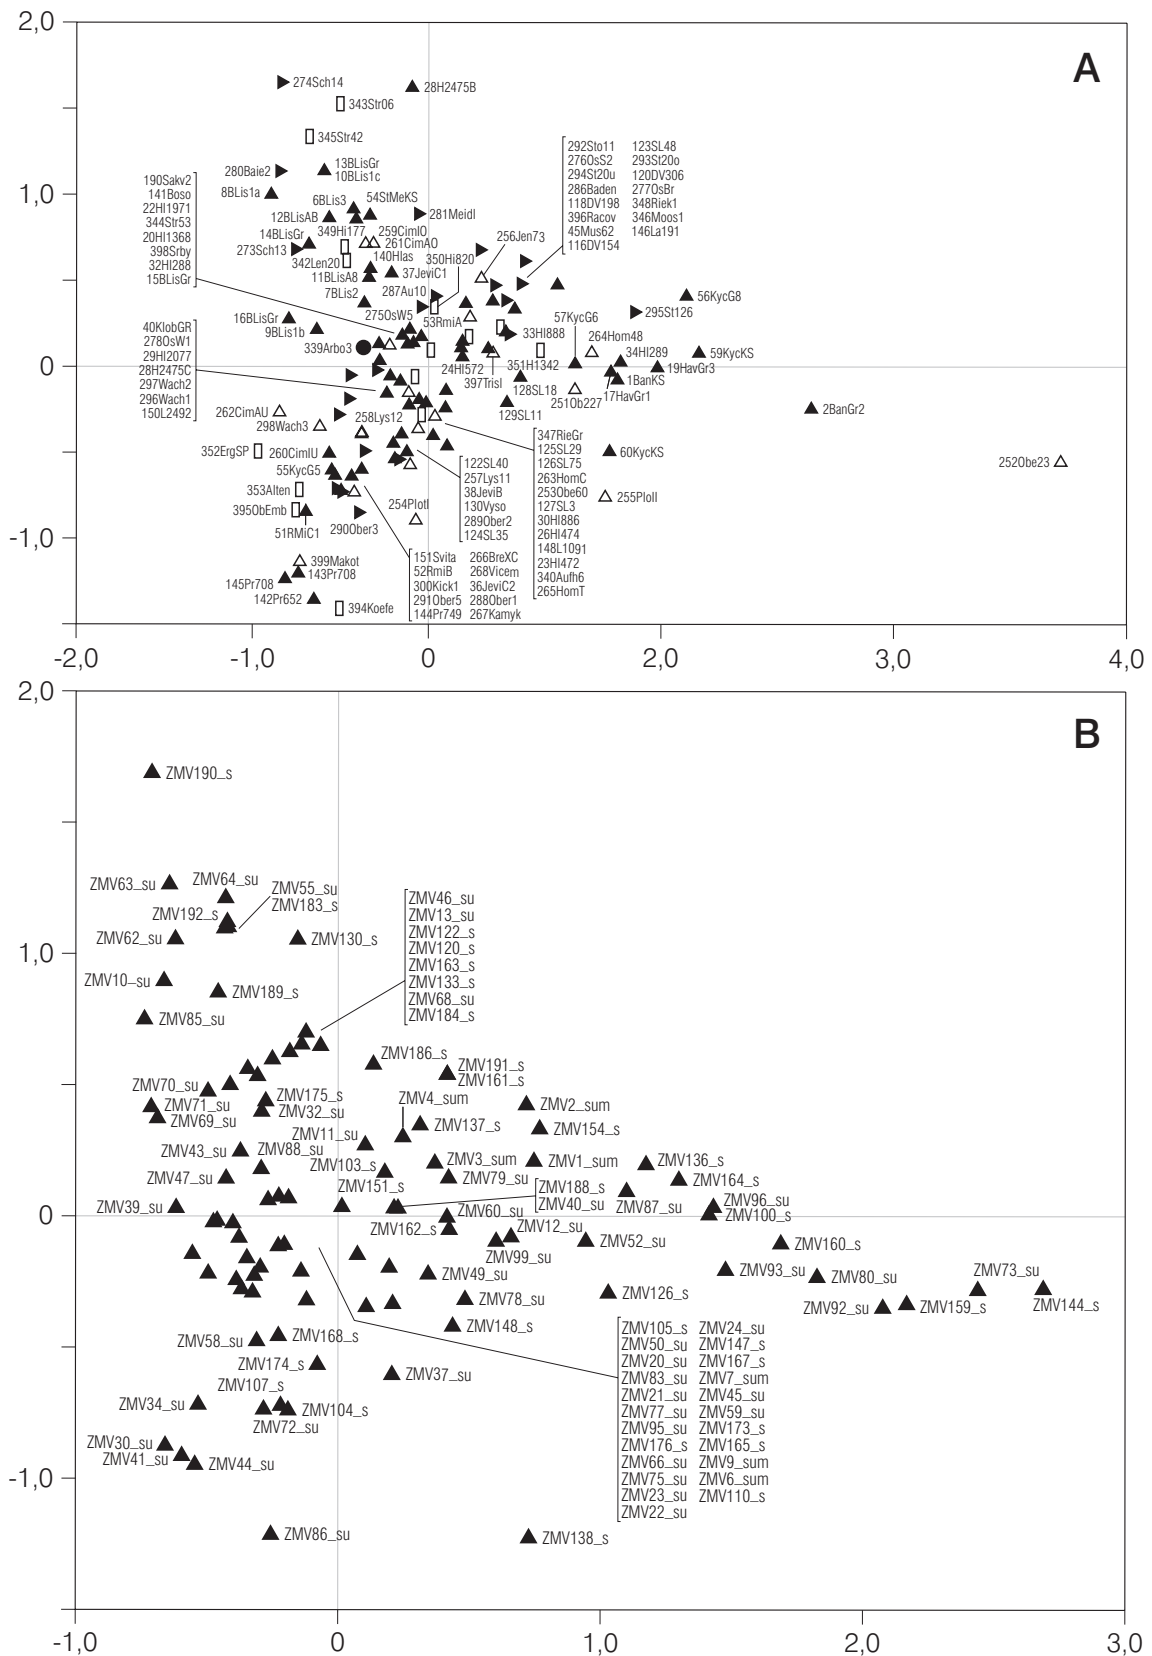 2,0
A
274Sch14
28H2475B
343Str06
345Str42
292Sto11 123SL48
276OsS2 293St20o
294St20u 120DV306
286Baden 277OsBr
118DV198 348Riek1
396Racov 346Moos1
45Mus62 146La191
116DV154
13BLisGr
10BLis1c
280Baie2
190Sakv2
141Boso
22HI1971
344Str53
20HI1368
398Srby
32HI288
15BLisGr
1,0
8BLis1a
6BLis3
54StMeKS
12BLisAB
281Meidl
14BLisGr
349Hi177
259CimIO
256Jen73
273Sch13
261CimAO
342Len20
140Hlas
350Hi820
11BLisA8
37JeviC1
7BLis2
287Au10
56KycG8
16BLisGr
275OsW5
53RmiA
57KycG6
295St126
9BLis1b
33HI888
264Hom48
40KlobGR
278OsW1
29HI2077
28H2475C
297Wach2
296Wach1
150L2492
339Arbo3
34HI289
59KycKS
0
24HI572
351H1342
19HavGr3
397TrisI
1BanKS
128SL18
251Ob227
17HavGr1
262CimAU
258Lys12
129SL11
2BanGr2
298Wach3
352ErgSP
260CimIU
347RieGr
125SL29
126SL75
263HomC
253Obe60
127SL3
30HI886
26HI474
148L1091
23HI472
340Aufh6
265HomT
60KycKS
252Obe23
55KycG5
122SL40
257Lys11
38JeviB
130Vyso
289Ober2
124SL35
353Alten
254PlotI
255PloII
395ObEmb
51RMiC1
290Ober3
-1,0
399Makot
143Pr708
145Pr708
142Pr652
394Koefe
151Svita 266BreXC
52RmiB 268Vicem
300Kick1 36JeviC2
291Ober5 288Ober1
144Pr749 267Kamyk
-2,0 -1,0 0 2,0 3,0 4,0
2,0
B
ZMV190_s
ZMV63_su
ZMV64_su
ZMV55_su
ZMV183_s
ZMV192_s
ZMV62_su
ZMV130_s
ZMV46_su
ZMV13_su
ZMV122_s
ZMV120_s
ZMV163_s
ZMV133_s
ZMV68_su
ZMV184_s
1,0
ZMV10_su
ZMV189_s
ZMV85_su
ZMV186_s
ZMV191_s
ZMV161_s
ZMV70_su
ZMV175_s
ZMV4_sum
ZMV71_su
ZMV32_su
ZMV2_sum
ZMV69_su
ZMV137_s
ZMV154_s
ZMV11_su
ZMV43_su
ZMV88_su
ZMV103_s
ZMV3_sum
ZMV1_sum
ZMV136_s
ZMV47_su
ZMV151_s
ZMV79_su
ZMV164_s
ZMV188_s
ZMV40_su
ZMV39_su
ZMV60_su
ZMV87_su
ZMV96_su
ZMV100_s
0
ZMV162_s
ZMV12_su
ZMV99_su
ZMV52_su
ZMV160_s
ZMV49_su
ZMV93_su
ZMV80_su
ZMV73_su
ZMV78_su
ZMV126_s
ZMV92_su
ZMV159_s
ZMV144_s
ZMV148_s
ZMV58_su
ZMV168_s
ZMV174_s
ZMV37_su
ZMV105_s ZMV24_su
ZMV50_su ZMV147_s
ZMV20_su ZMV167_s
ZMV83_su ZMV7_sum
ZMV21_su ZMV45_su
ZMV77_su ZMV59_su
ZMV95_su ZMV173_s
ZMV176_s ZMV165_s
ZMV66_su ZMV9_sum
ZMV75_su ZMV6_sum
ZMV23_su ZMV110_s
ZMV22_su
ZMV107_s
ZMV34_su
ZMV104_s
ZMV72_su
ZMV30_su
ZMV41_su
ZMV44_su
-1,0
ZMV86_su
ZMV138_s
-1,0 0 1,0 2,0 3,0